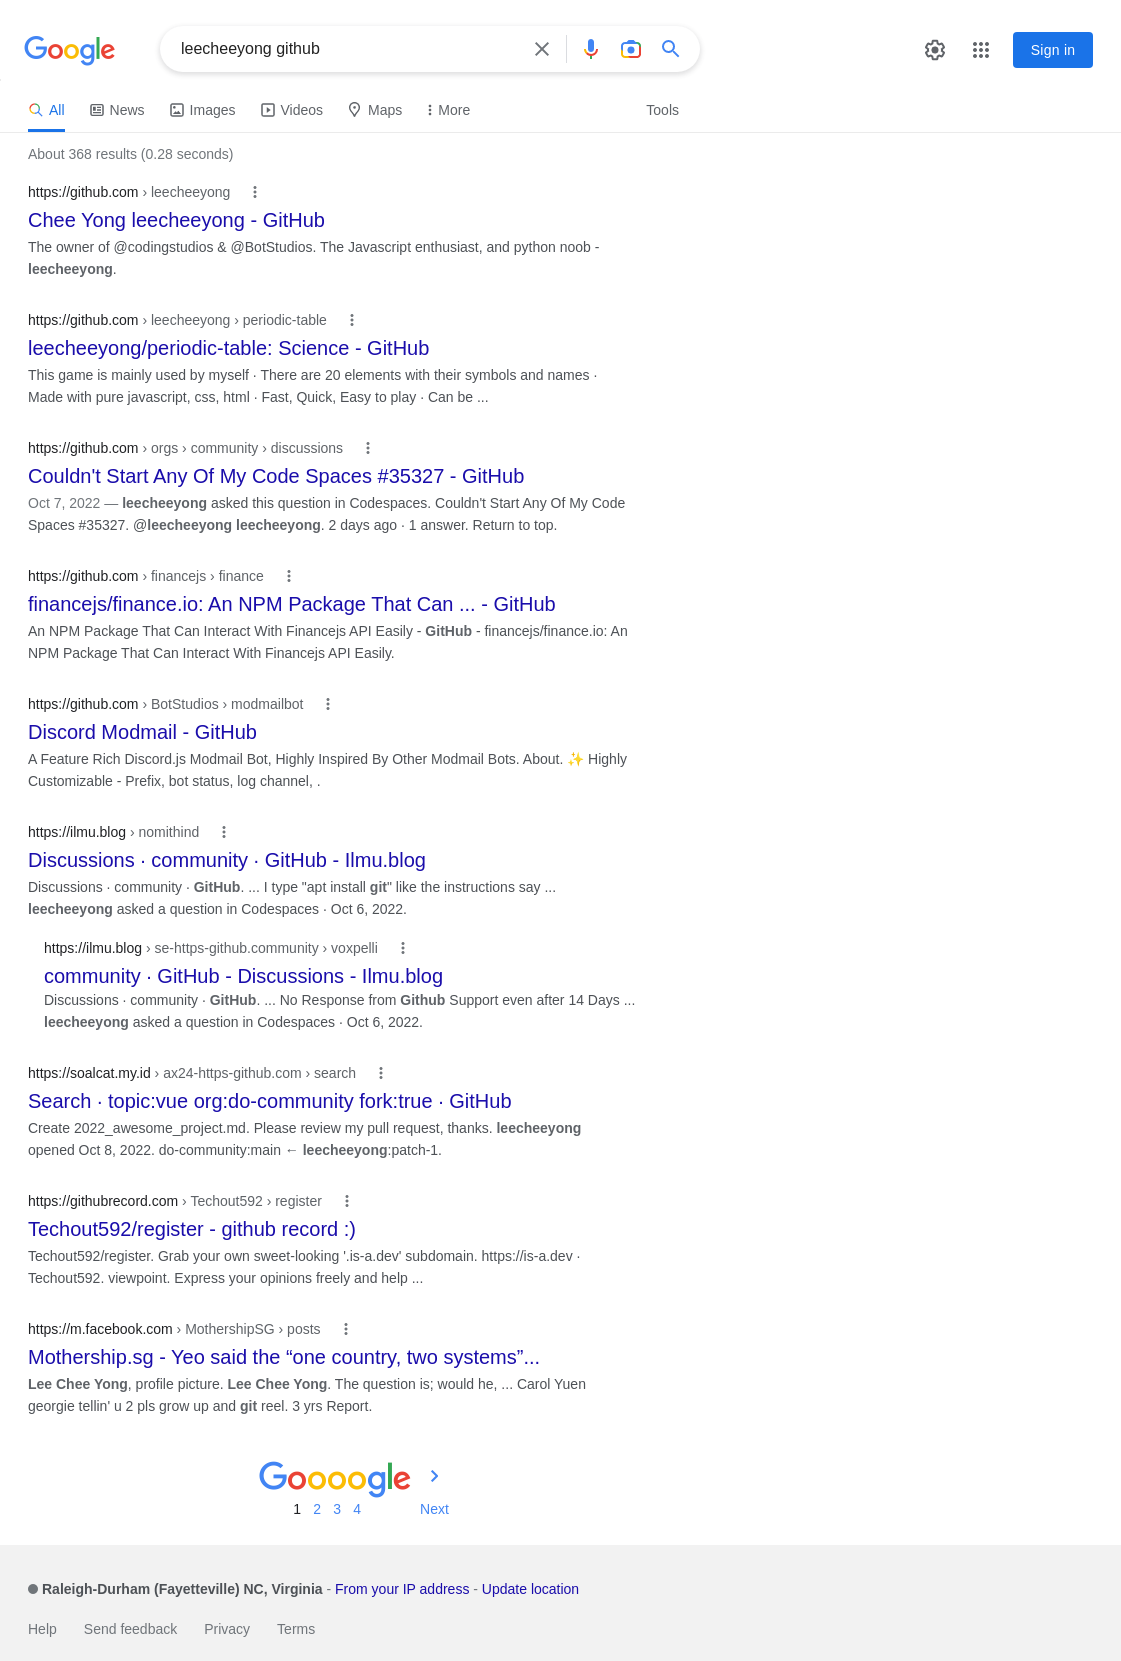 Google
leecheeyong github
Sign in
All
News
Images
Videos
Maps
More
Tools
About 368 results (0.28 seconds)
https://github.com › leecheeyong
Chee Yong leecheeyong - GitHub
The owner of @codingstudios & @BotStudios. The Javascript enthusiast, and python noob -
leecheeyong.
https://github.com › leecheeyong › periodic-table
leecheeyong/periodic-table: Science - GitHub
This game is mainly used by myself · There are 20 elements with their symbols and names ·
Made with pure javascript, css, html · Fast, Quick, Easy to play · Can be ...
https://github.com › orgs › community › discussions
Couldn't Start Any Of My Code Spaces #35327 - GitHub
Oct 7, 2022 — leecheeyong asked this question in Codespaces. Couldn't Start Any Of My Code
Spaces #35327. @leecheeyong leecheeyong. 2 days ago · 1 answer. Return to top.
https://github.com › financejs › finance
financejs/finance.io: An NPM Package That Can ... - GitHub
An NPM Package That Can Interact With Financejs API Easily - GitHub - financejs/finance.io: An
NPM Package That Can Interact With Financejs API Easily.
https://github.com › BotStudios › modmailbot
Discord Modmail - GitHub
A Feature Rich Discord.js Modmail Bot, Highly Inspired By Other Modmail Bots. About. ✨ Highly
Customizable - Prefix, bot status, log channel, .
https://ilmu.blog › nomithind
Discussions · community · GitHub - Ilmu.blog
Discussions · community · GitHub. ... I type "apt install git" like the instructions say ...
leecheeyong asked a question in Codespaces · Oct 6, 2022.
https://ilmu.blog › se-https-github.community › voxpelli
community · GitHub - Discussions - Ilmu.blog
Discussions · community · GitHub. ... No Response from Github Support even after 14 Days ...
leecheeyong asked a question in Codespaces · Oct 6, 2022.
https://soalcat.my.id › ax24-https-github.com › search
Search · topic:vue org:do-community fork:true · GitHub
Create 2022_awesome_project.md. Please review my pull request, thanks. leecheeyong
opened Oct 8, 2022. do-community:main ← leecheeyong:patch-1.
https://githubrecord.com › Techout592 › register
Techout592/register - github record :)
Techout592/register. Grab your own sweet-looking '.is-a.dev' subdomain. https://is-a.dev ·
Techout592. viewpoint. Express your opinions freely and help ...
https://m.facebook.com › MothershipSG › posts
Mothership.sg - Yeo said the “one country, two systems”...
Lee Chee Yong, profile picture. Lee Chee Yong. The question is; would he, ... Carol Yuen
georgie tellin' u 2 pls grow up and git reel. 3 yrs Report.
Goooogle
1 2 3 4 Next
Raleigh-Durham (Fayetteville) NC, Virginia - From your IP address - Update location
Help Send feedback Privacy Terms